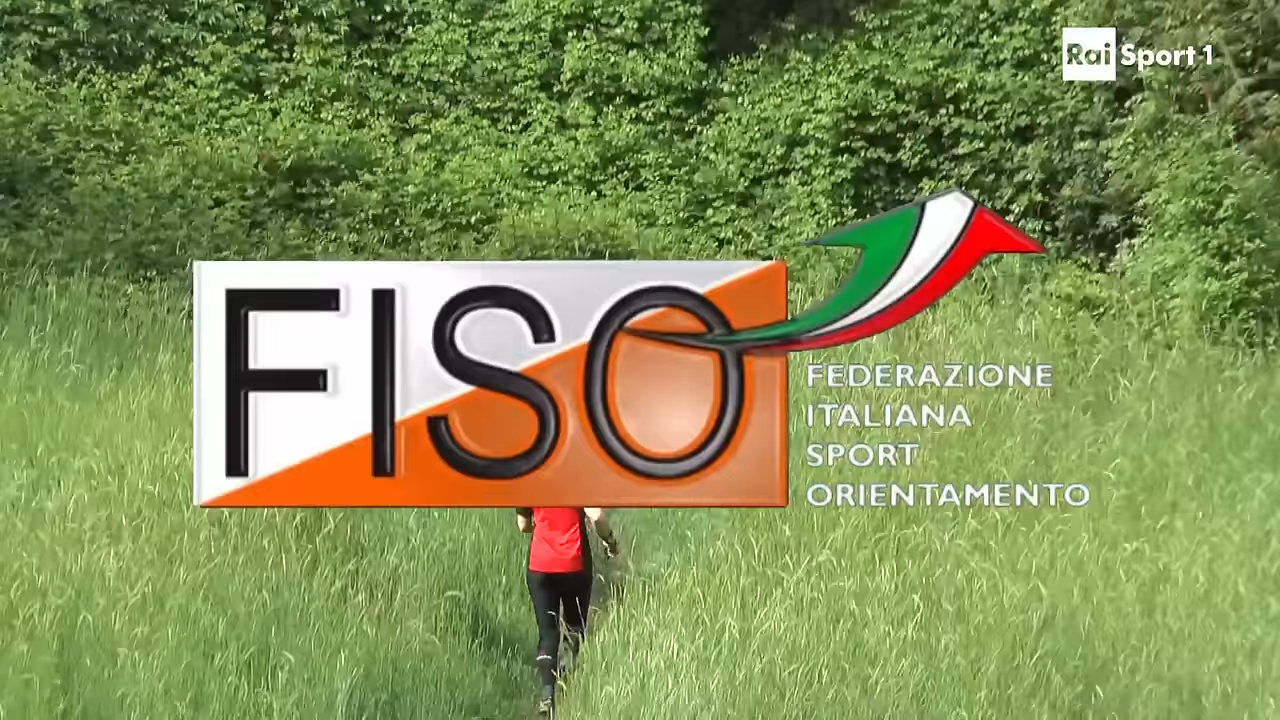 Rai Sport 1
FISO
FEDERAZIONE
ITALIANA
SPORT
ORIENTAMENTO